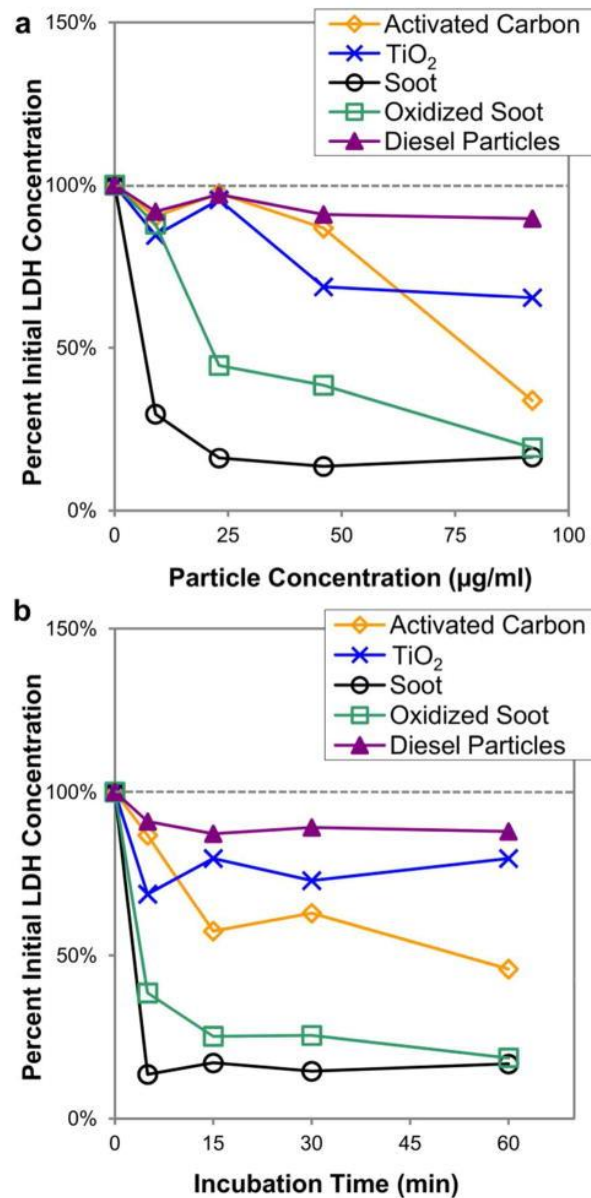 a
150%
100%
50%
0%
Percent Initial LDH Concentration
Activated Carbon
TiO₂
Soot
Oxidized Soot
Diesel Particles
0 25 50 75 100
Particle Concentration (µg/ml)
b
150%
100%
50%
0%
Percent Initial LDH Concentration
Activated Carbon
TiO₂
Soot
Oxidized Soot
Diesel Particles
0 15 30 45 60
Incubation Time (min)